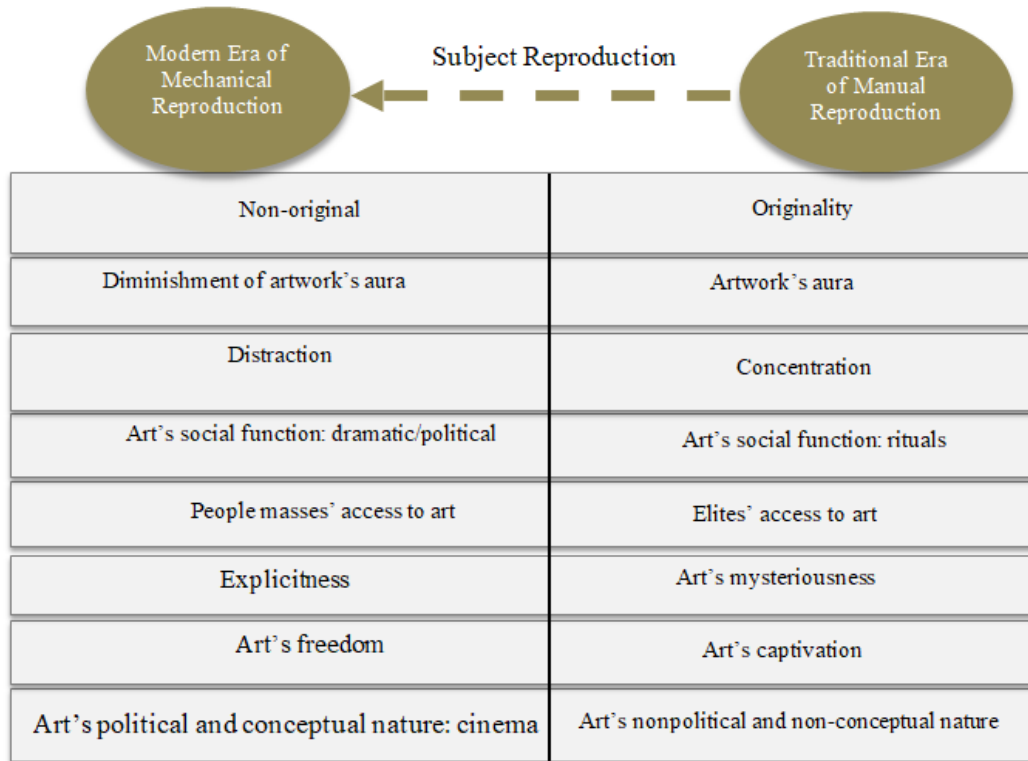 Modern Era of
Mechanical
Reproduction
Subject Reproduction
Traditional Era
of Manual
Reproduction
Non-original
Originality
Diminishment of artwork's aura
Artwork's aura
Distraction
Concentration
Art's social function: dramatic/political
Art's social function: rituals
People masses' access to art
Elites' access to art
Explicitness
Art's mysteriousness
Art's freedom
Art's captivation
Art's political and conceptual nature: cinema
Art's nonpolitical and non-conceptual nature